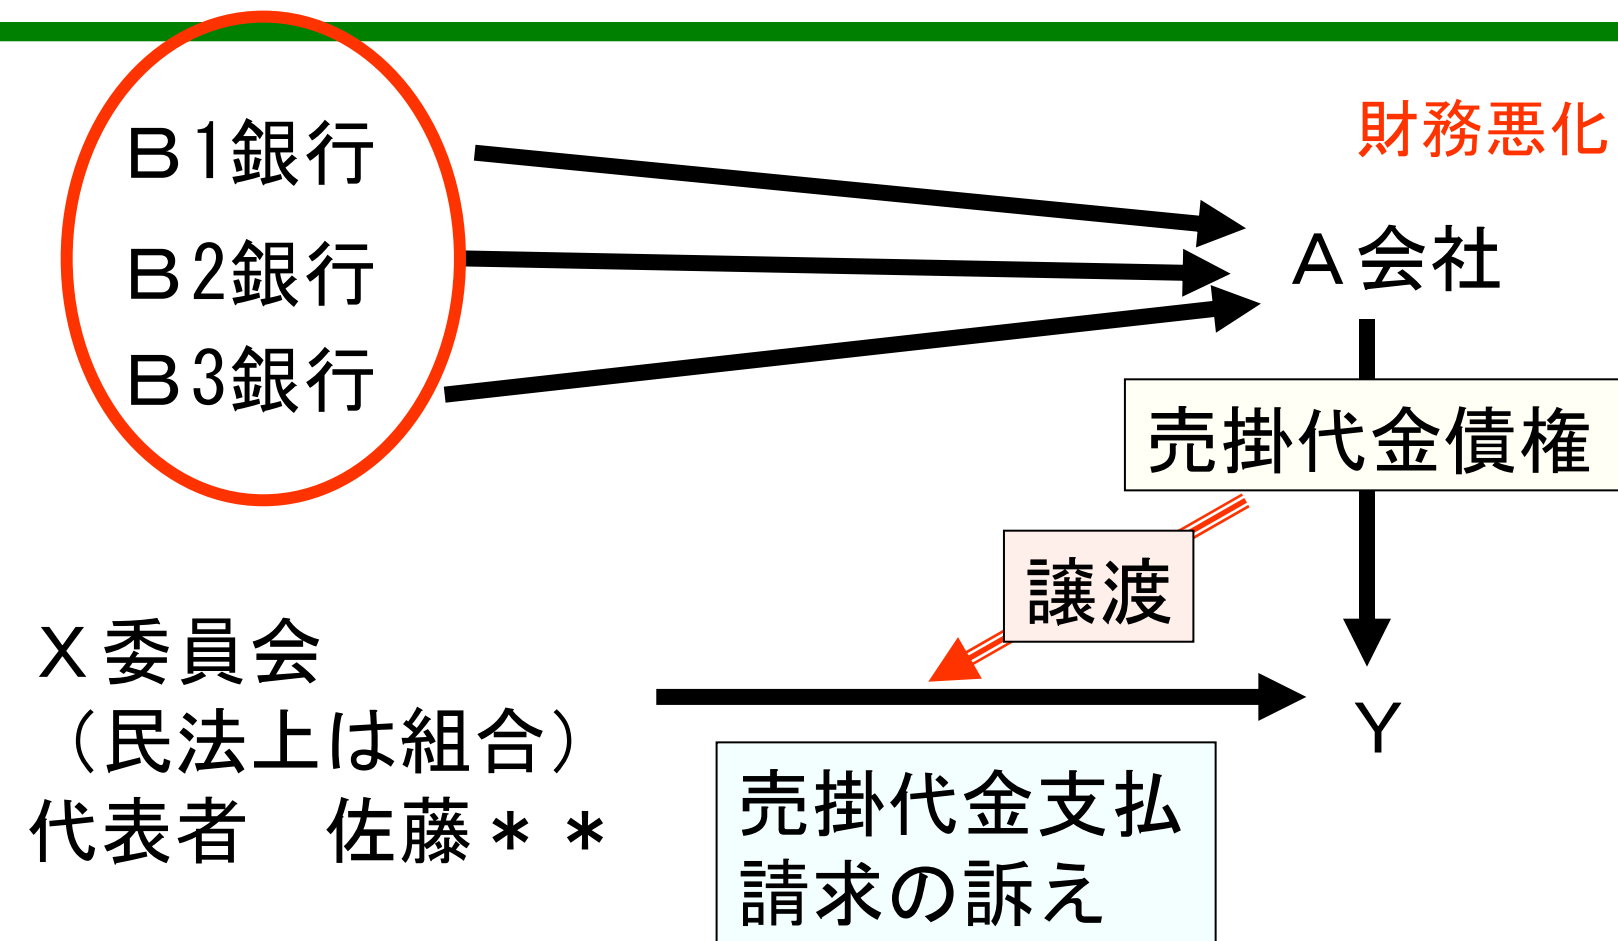 B1銀行
B2銀行
B3銀行
財務悪化
A会社
売掛代金債権
譲渡
X委員会
（民法上は組合）
代表者　佐藤＊＊
Y
売掛代金支払
請求の訴え